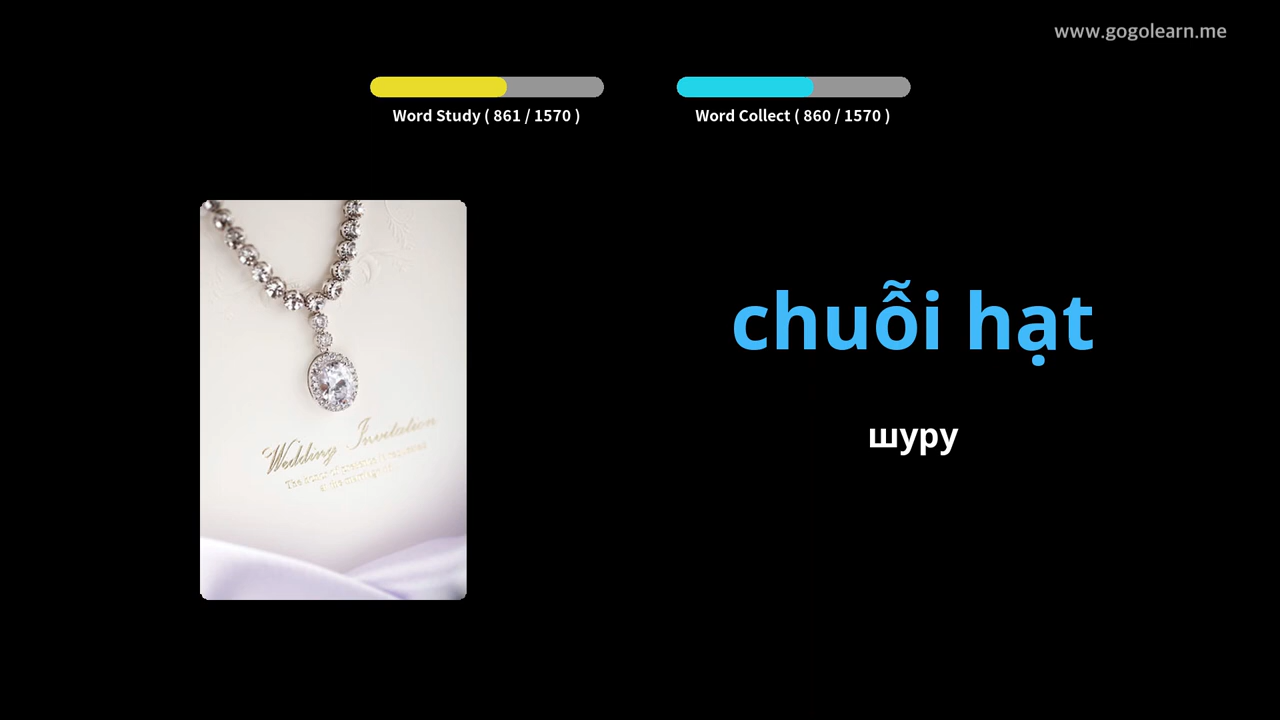 www.gogolearn.me
Word Study ( 861 / 1570 )
Word Collect ( 860 / 1570 )
chuỗi hạt
шуру
Wedding Invitation